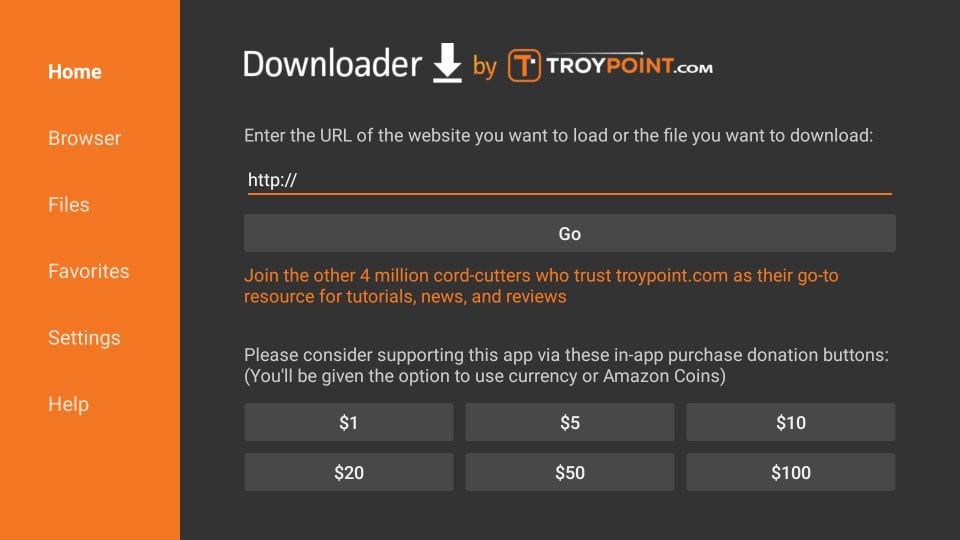 Home
Browser
Files
Favorites
Settings
Help
Downloader by TROYPOINT.COM
Enter the URL of the website you want to load or the file you want to download:
http://
Go
Join the other 4 million cord-cutters who trust troypoint.com as their go-to
resource for tutorials, news, and reviews
Please consider supporting this app via these in-app purchase donation buttons:
(You'll be given the option to use currency or Amazon Coins)
$1 $5 $10
$20 $50 $100